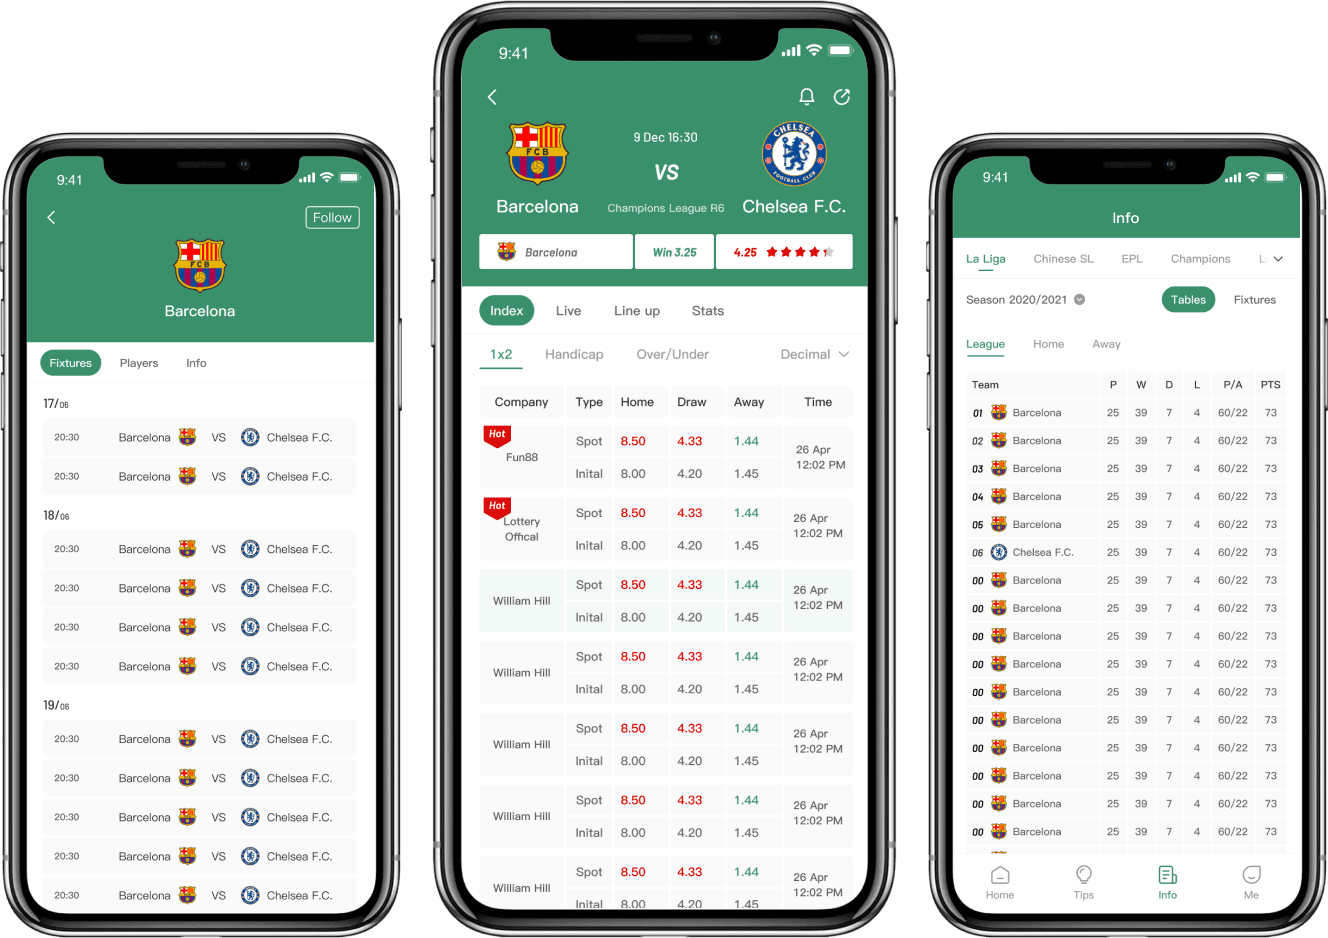 9:41
Follow
FCB
Barcelona
Fixtures Players Info
17/06
20:30 Barcelona VS Chelsea F.C.
20:30 Barcelona VS Chelsea F.C.
18/06
20:30 Barcelona VS Chelsea F.C.
20:30 Barcelona VS Chelsea F.C.
20:30 Barcelona VS Chelsea F.C.
20:30 Barcelona VS Chelsea F.C.
19/06
20:30 Barcelona VS Chelsea F.C.
20:30 Barcelona VS Chelsea F.C.
20:30 Barcelona VS Chelsea F.C.
20:30 Barcelona VS Chelsea F.C.
20:30 Barcelona VS Chelsea F.C.
9:41
9 Dec 16:30
FCB VS CHELSEA FOOTBALL CLUB
Barcelona Champions League R6 Chelsea F.C.
Barcelona Win 3.25 4.25
Index Live Line up Stats
1x2 Handicap Over/Under Decimal
Company Type Home Draw Away Time
Hot
Fun88
Spot 8.50 4.33 1.44
Inital 8.00 4.20 1.45
26 Apr
12:02 PM
Hot
Lottery
Offical
Spot 8.50 4.33 1.44
Inital 8.00 4.20 1.45
26 Apr
12:02 PM
William Hill
Spot 8.50 4.33 1.44
Inital 8.00 4.20 1.45
26 Apr
12:02 PM
William Hill
Spot 8.50 4.33 1.44
Inital 8.00 4.20 1.45
26 Apr
12:02 PM
William Hill
Spot 8.50 4.33 1.44
Inital 8.00 4.20 1.45
26 Apr
12:02 PM
William Hill
Spot 8.50 4.33 1.44
Inital 8.00 4.20 1.45
26 Apr
12:02 PM
William Hill
Spot 8.50 4.33 1.44
Inital 8.00 4.20 1.45
26 Apr
12:02 PM
9:41
Info
La Liga Chinese SL EPL Champions L
Season 2020/2021 Tables Fixtures
League Home Away
Team P W D L P/A PTS
01 Barcelona 25 39 7 4 60/22 73
02 Barcelona 25 39 7 4 60/22 73
03 Barcelona 25 39 7 4 60/22 73
04 Barcelona 25 39 7 4 60/22 73
05 Barcelona 25 39 7 4 60/22 73
06 Chelsea F.C. 25 39 7 4 60/22 73
00 Barcelona 25 39 7 4 60/22 73
00 Barcelona 25 39 7 4 60/22 73
00 Barcelona 25 39 7 4 60/22 73
00 Barcelona 25 39 7 4 60/22 73
00 Barcelona 25 39 7 4 60/22 73
00 Barcelona 25 39 7 4 60/22 73
00 Barcelona 25 39 7 4 60/22 73
00 Barcelona 25 39 7 4 60/22 73
00 Barcelona 25 39 7 4 60/22 73
00 Barcelona 25 39 7 4 60/22 73
Home Tips Info Me